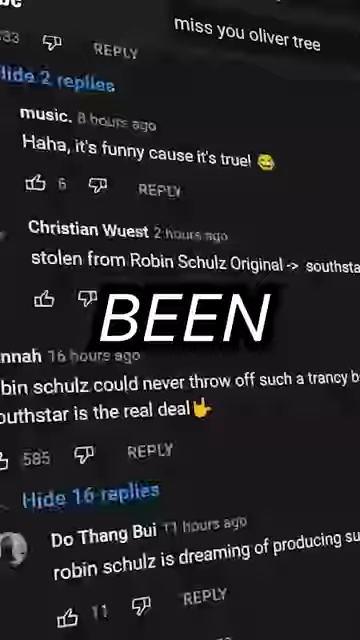 miss you oliver tree
33 REPLY
Hide 2 replies
music. 8 hours ago
Haha, it's funny cause it's true! 😂
6 REPLY
Christian Wuest 2 hours ago
stolen from Robin Schulz Original -> southsta
BEEN
nnah 16 hours ago
bin schulz could never throw off such a trancy b
outhstar is the real deal🤟
585 REPLY
Hide 16 replies
Do Thang Bui 11 hours ago
robin schulz is dreaming of producing su
11 REPLY